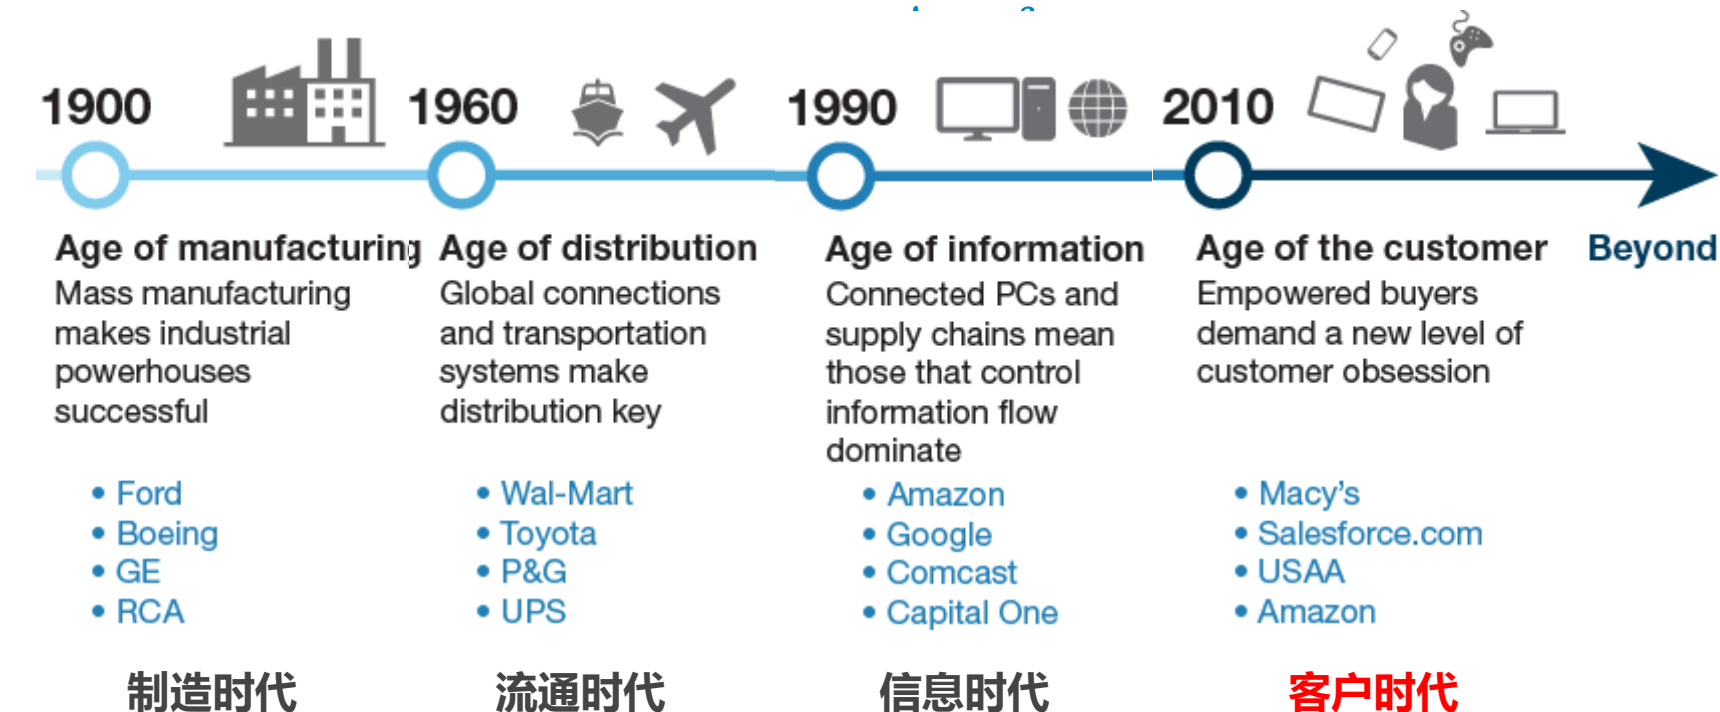 1900
1960
1990
2010
Age of manufacturing
Mass manufacturing
makes industrial
powerhouses
successful
• Ford
• Boeing
• GE
• RCA
制造时代
Age of distribution
Global connections
and transportation
systems make
distribution key
• Wal-Mart
• Toyota
• P&G
• UPS
流通时代
Age of information
Connected PCs and
supply chains mean
those that control
information flow
dominate
• Amazon
• Google
• Comcast
• Capital One
信息时代
Age of the customer
Empowered buyers
demand a new level of
customer obsession
• Macy’s
• Salesforce.com
• USAA
• Amazon
客户时代
Beyond